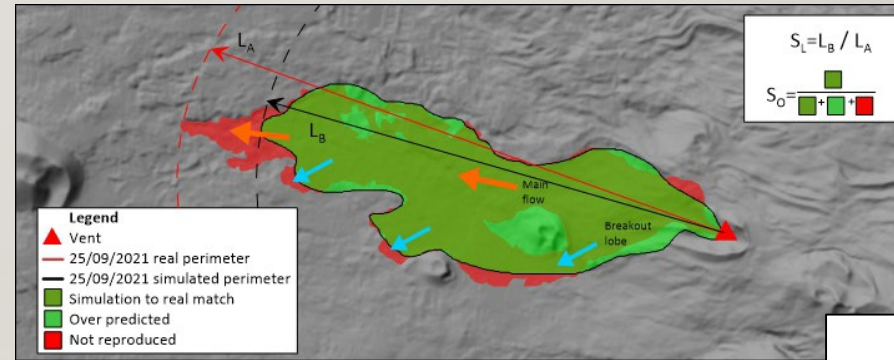 L_A
S_L=L_B / L_A
S_O=
+ +
L_B
Main
flow
Breakout
lobe
Legend
Vent
25/09/2021 real perimeter
25/09/2021 simulated perimeter
Simulation to real match
Over predicted
Not reproduced